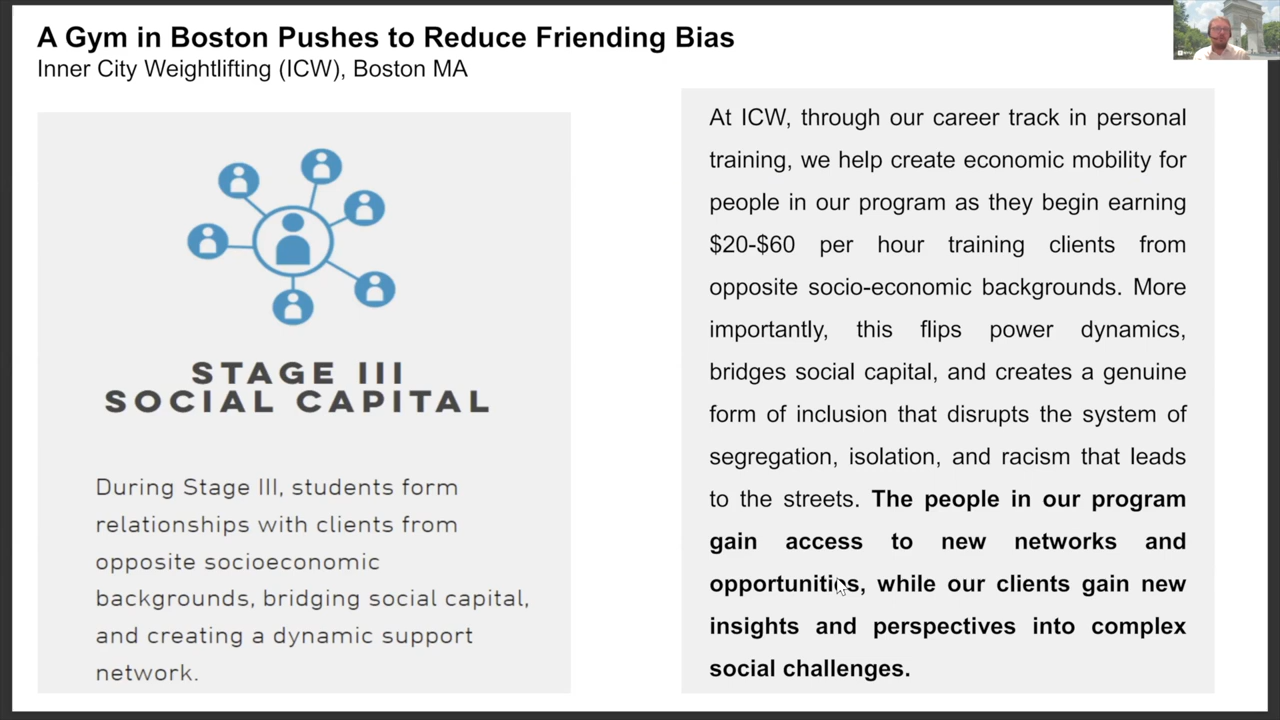 A Gym in Boston Pushes to Reduce Friending Bias
Inner City Weightlifting (ICW), Boston MA
STAGE III
SOCIAL CAPITAL
During Stage III, students form
relationships with clients from
opposite socioeconomic
backgrounds, bridging social capital,
and creating a dynamic support
network.
At ICW, through our career track in personal
training, we help create economic mobility for
people in our program as they begin earning
$20-$60 per hour training clients from
opposite socio-economic backgrounds. More
importantly, this flips power dynamics,
bridges social capital, and creates a genuine
form of inclusion that disrupts the system of
segregation, isolation, and racism that leads
to the streets. The people in our program
gain access to new networks and
opportunities, while our clients gain new
insights and perspectives into complex
social challenges.